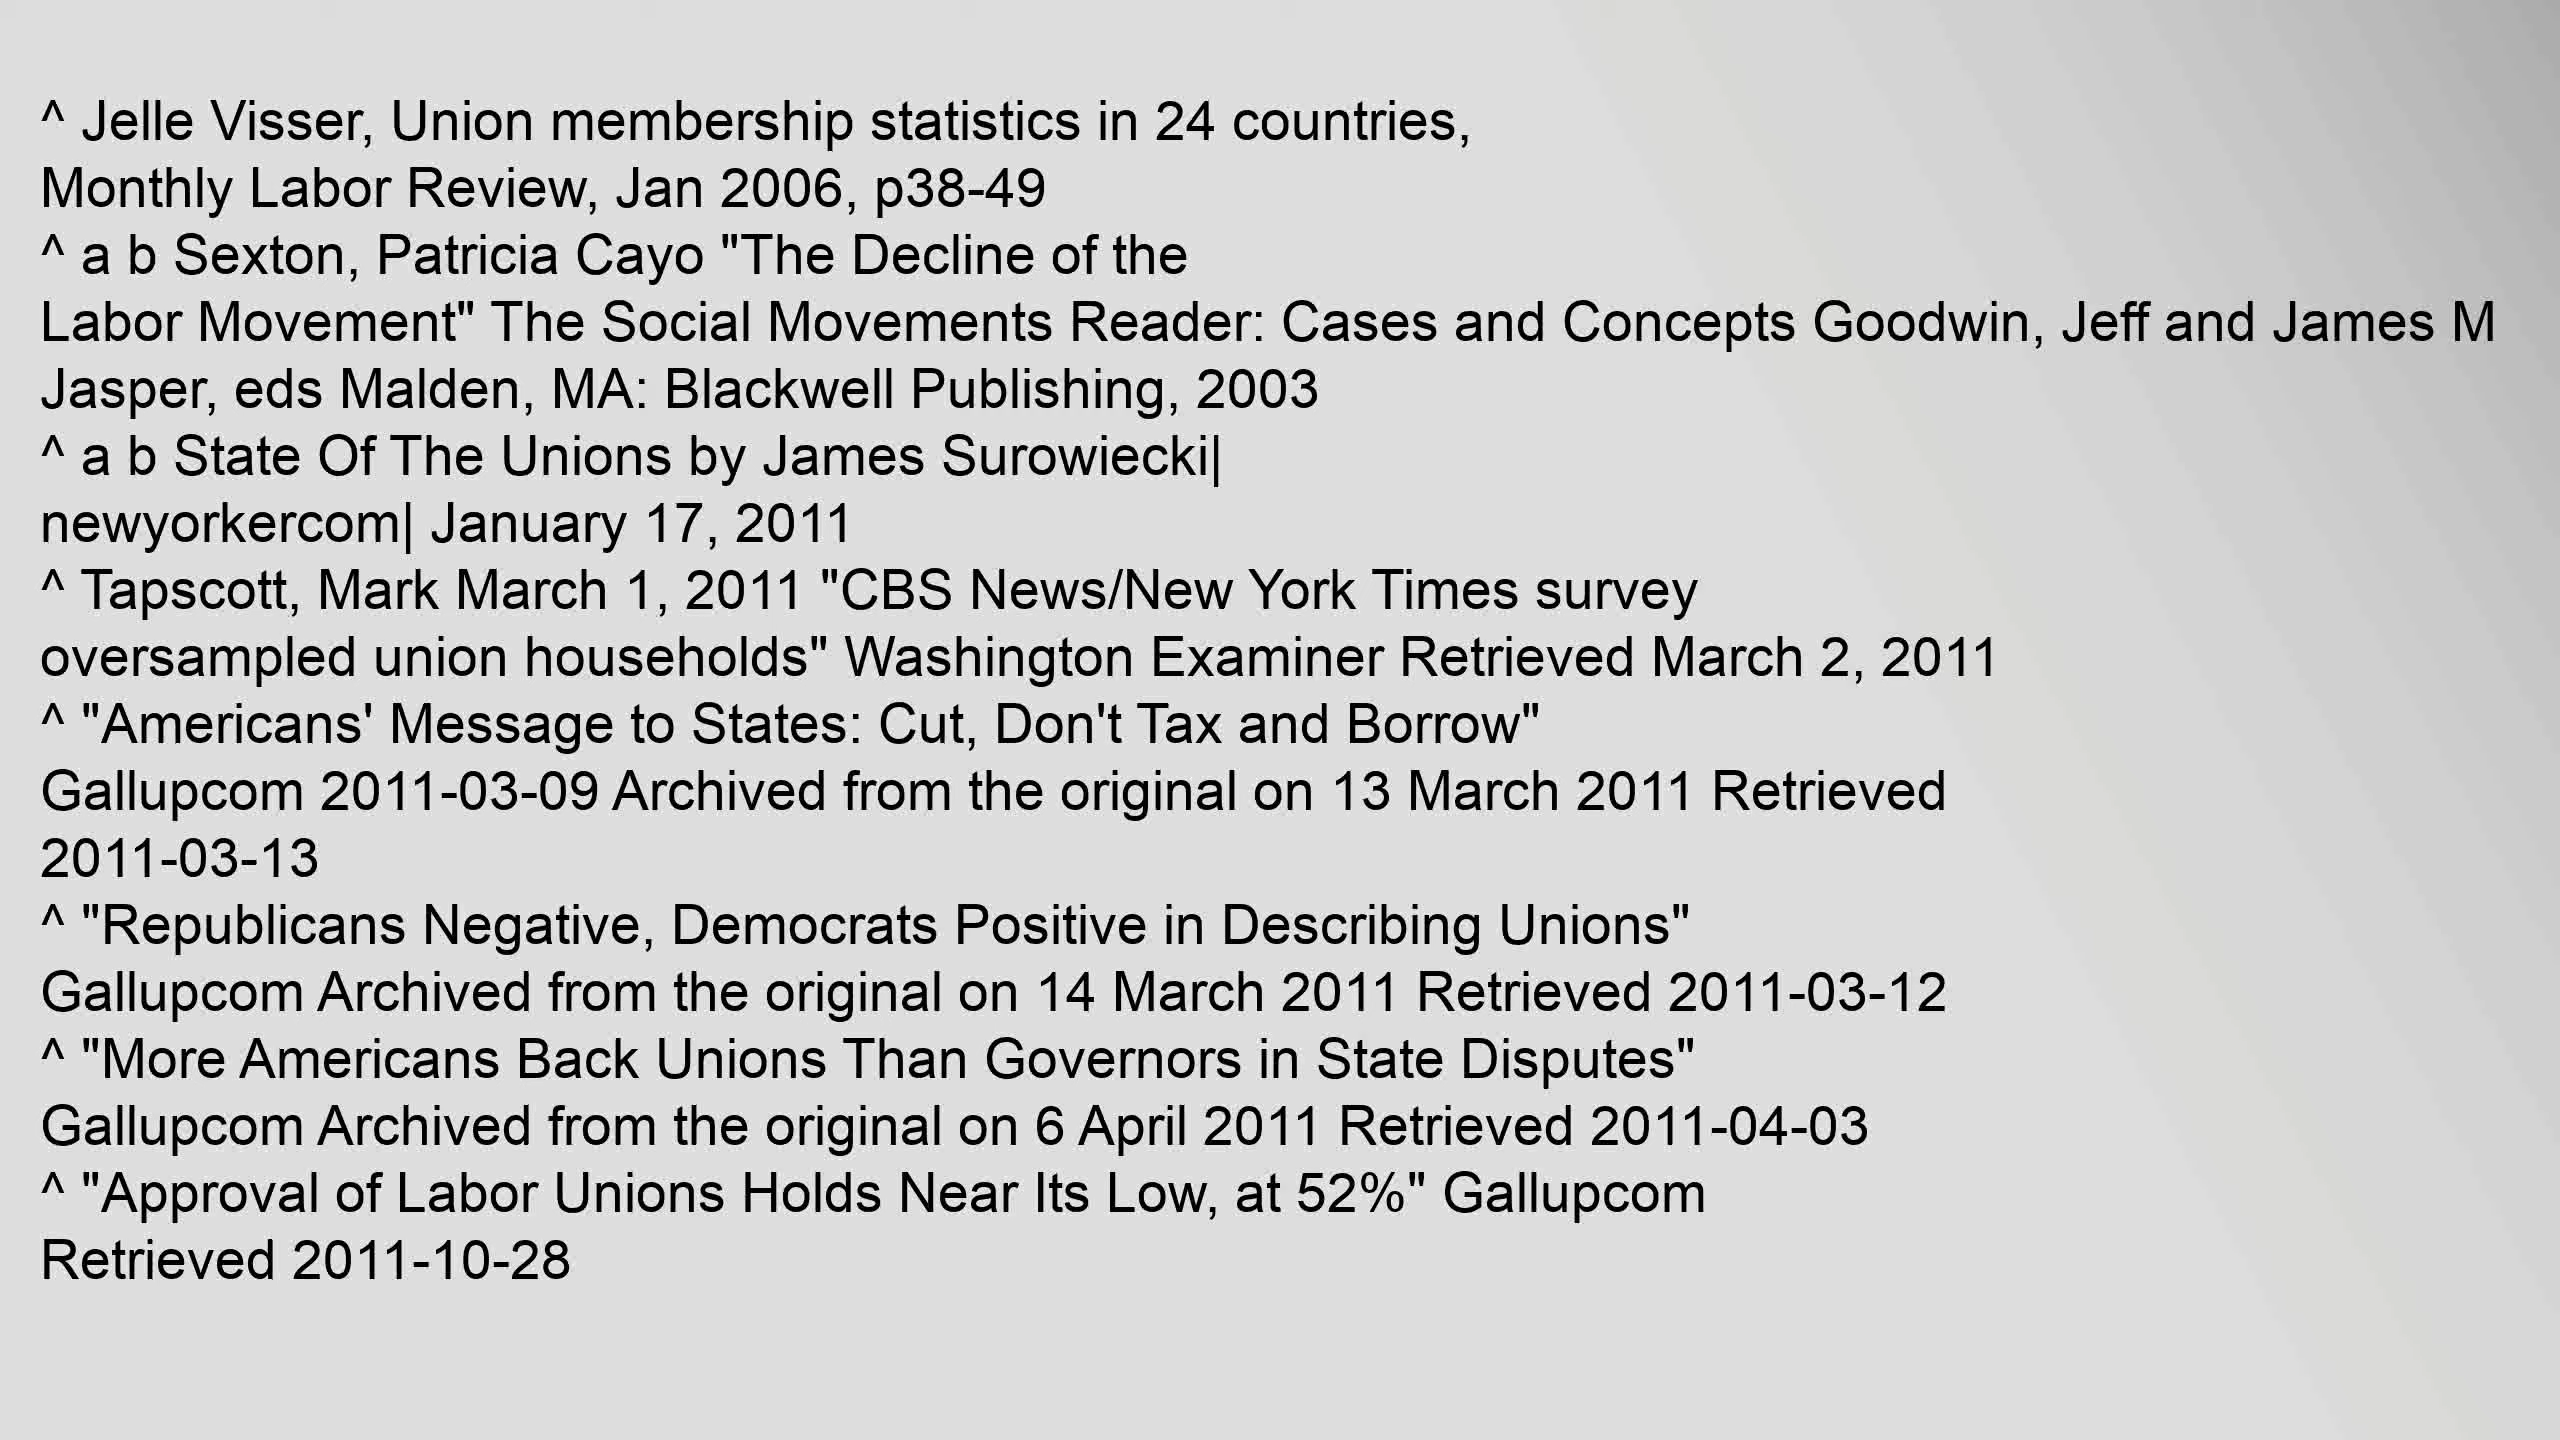 ^ Jelle Visser, Union membership statistics in 24 countries,
Monthly Labor Review, Jan 2006, p38-49
^ a b Sexton, Patricia Cayo "The Decline of the
Labor Movement" The Social Movements Reader: Cases and Concepts Goodwin, Jeff and James M
Jasper, eds Malden, MA: Blackwell Publishing, 2003
^ a b State Of The Unions by James Surowiecki|
newyorkercom| January 17, 2011
^ Tapscott, Mark March 1, 2011 "CBS News/New York Times survey
oversampled union households" Washington Examiner Retrieved March 2, 2011
^ "Americans' Message to States: Cut, Don't Tax and Borrow"
Gallupcom 2011-03-09 Archived from the original on 13 March 2011 Retrieved
2011-03-13
^ "Republicans Negative, Democrats Positive in Describing Unions"
Gallupcom Archived from the original on 14 March 2011 Retrieved 2011-03-12
^ "More Americans Back Unions Than Governors in State Disputes"
Gallupcom Archived from the original on 6 April 2011 Retrieved 2011-04-03
^ "Approval of Labor Unions Holds Near Its Low, at 52%" Gallupcom
Retrieved 2011-10-28